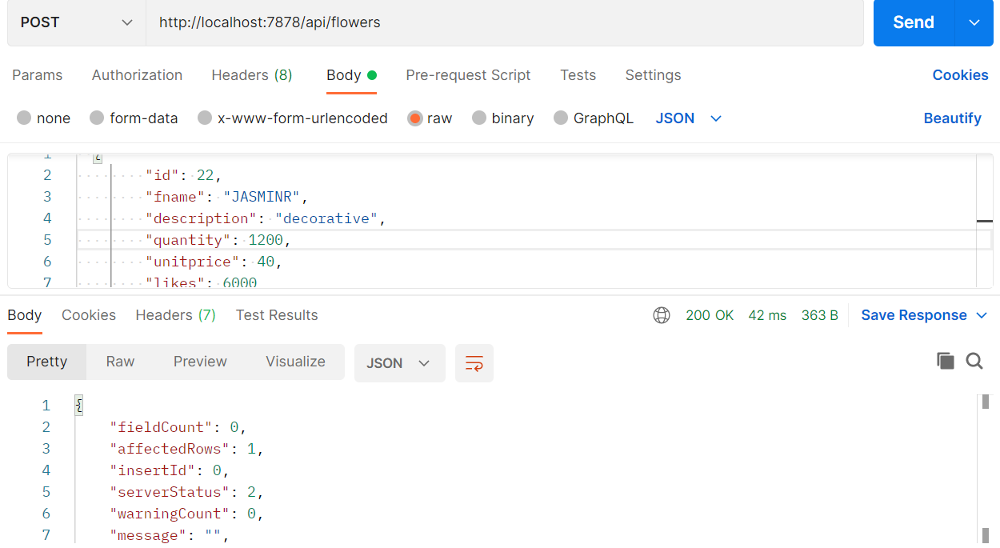 POST http://localhost:7878/api/flowers Send
Params Authorization Headers (8) Body Pre-request Script Tests Settings Cookies
none form-data x-www-form-urlencoded raw binary GraphQL JSON Beautify
1 {
2 "id": 22,
3 "fname": "JASMINR",
4 "description": "decorative",
5 "quantity": 1200,
6 "unitprice": 40,
7 "likes": 6000
Body Cookies Headers (7) Test Results 200 OK 42 ms 363 B Save Response
Pretty Raw Preview Visualize JSON
1 {
2 "fieldCount": 0,
3 "affectedRows": 1,
4 "insertId": 0,
5 "serverStatus": 2,
6 "warningCount": 0,
7 "message": "",